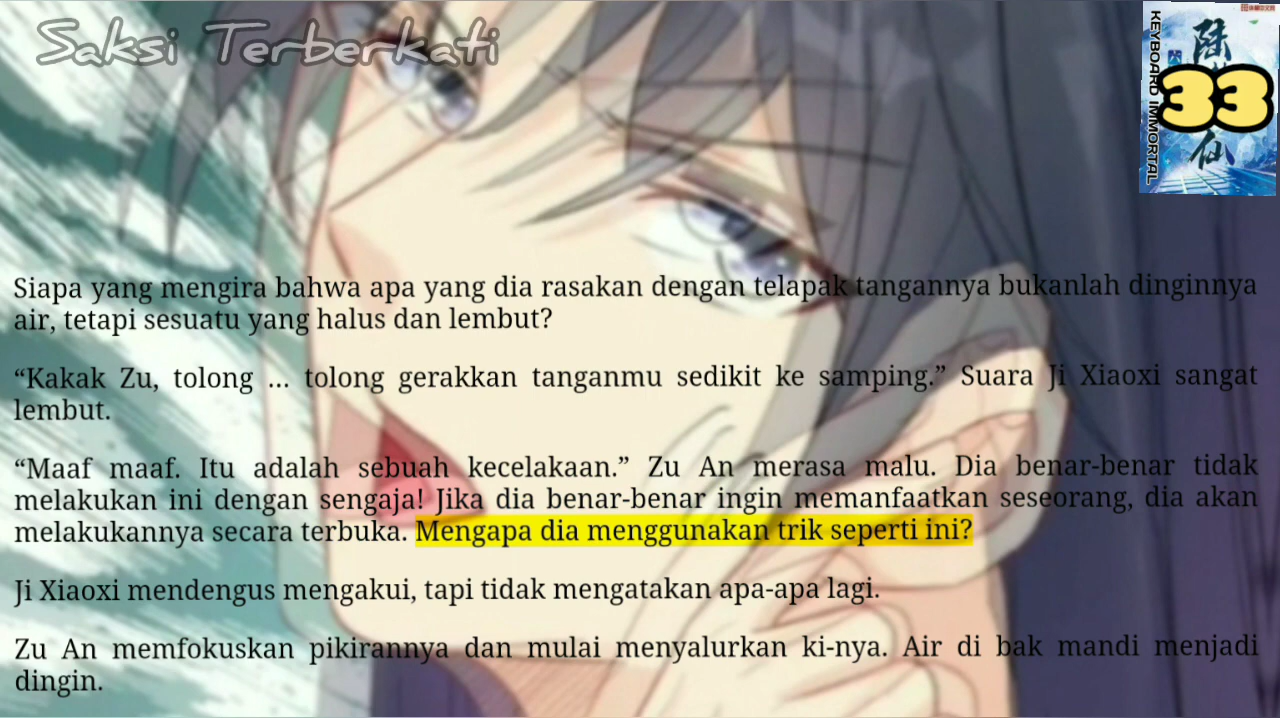 Saksi Terberkati
KEYBOARD IMMORTAL
33
仙
Siapa yang mengira bahwa apa yang dia rasakan dengan telapak tangannya bukanlah dinginnya
air, tetapi sesuatu yang halus dan lembut?
“Kakak Zu, tolong … tolong gerakkan tanganmu sedikit ke samping.” Suara Ji Xiaoxi sangat
lembut.
“Maaf maaf. Itu adalah sebuah kecelakaan.” Zu An merasa malu. Dia benar-benar tidak
melakukan ini dengan sengaja! Jika dia benar-benar ingin memanfaatkan seseorang, dia akan
melakukannya secara terbuka. Mengapa dia menggunakan trik seperti ini?
Ji Xiaoxi mendengus mengakui, tapi tidak mengatakan apa-apa lagi.
Zu An memfokuskan pikirannya dan mulai menyalurkan ki-nya. Air di bak mandi menjadi
dingin.